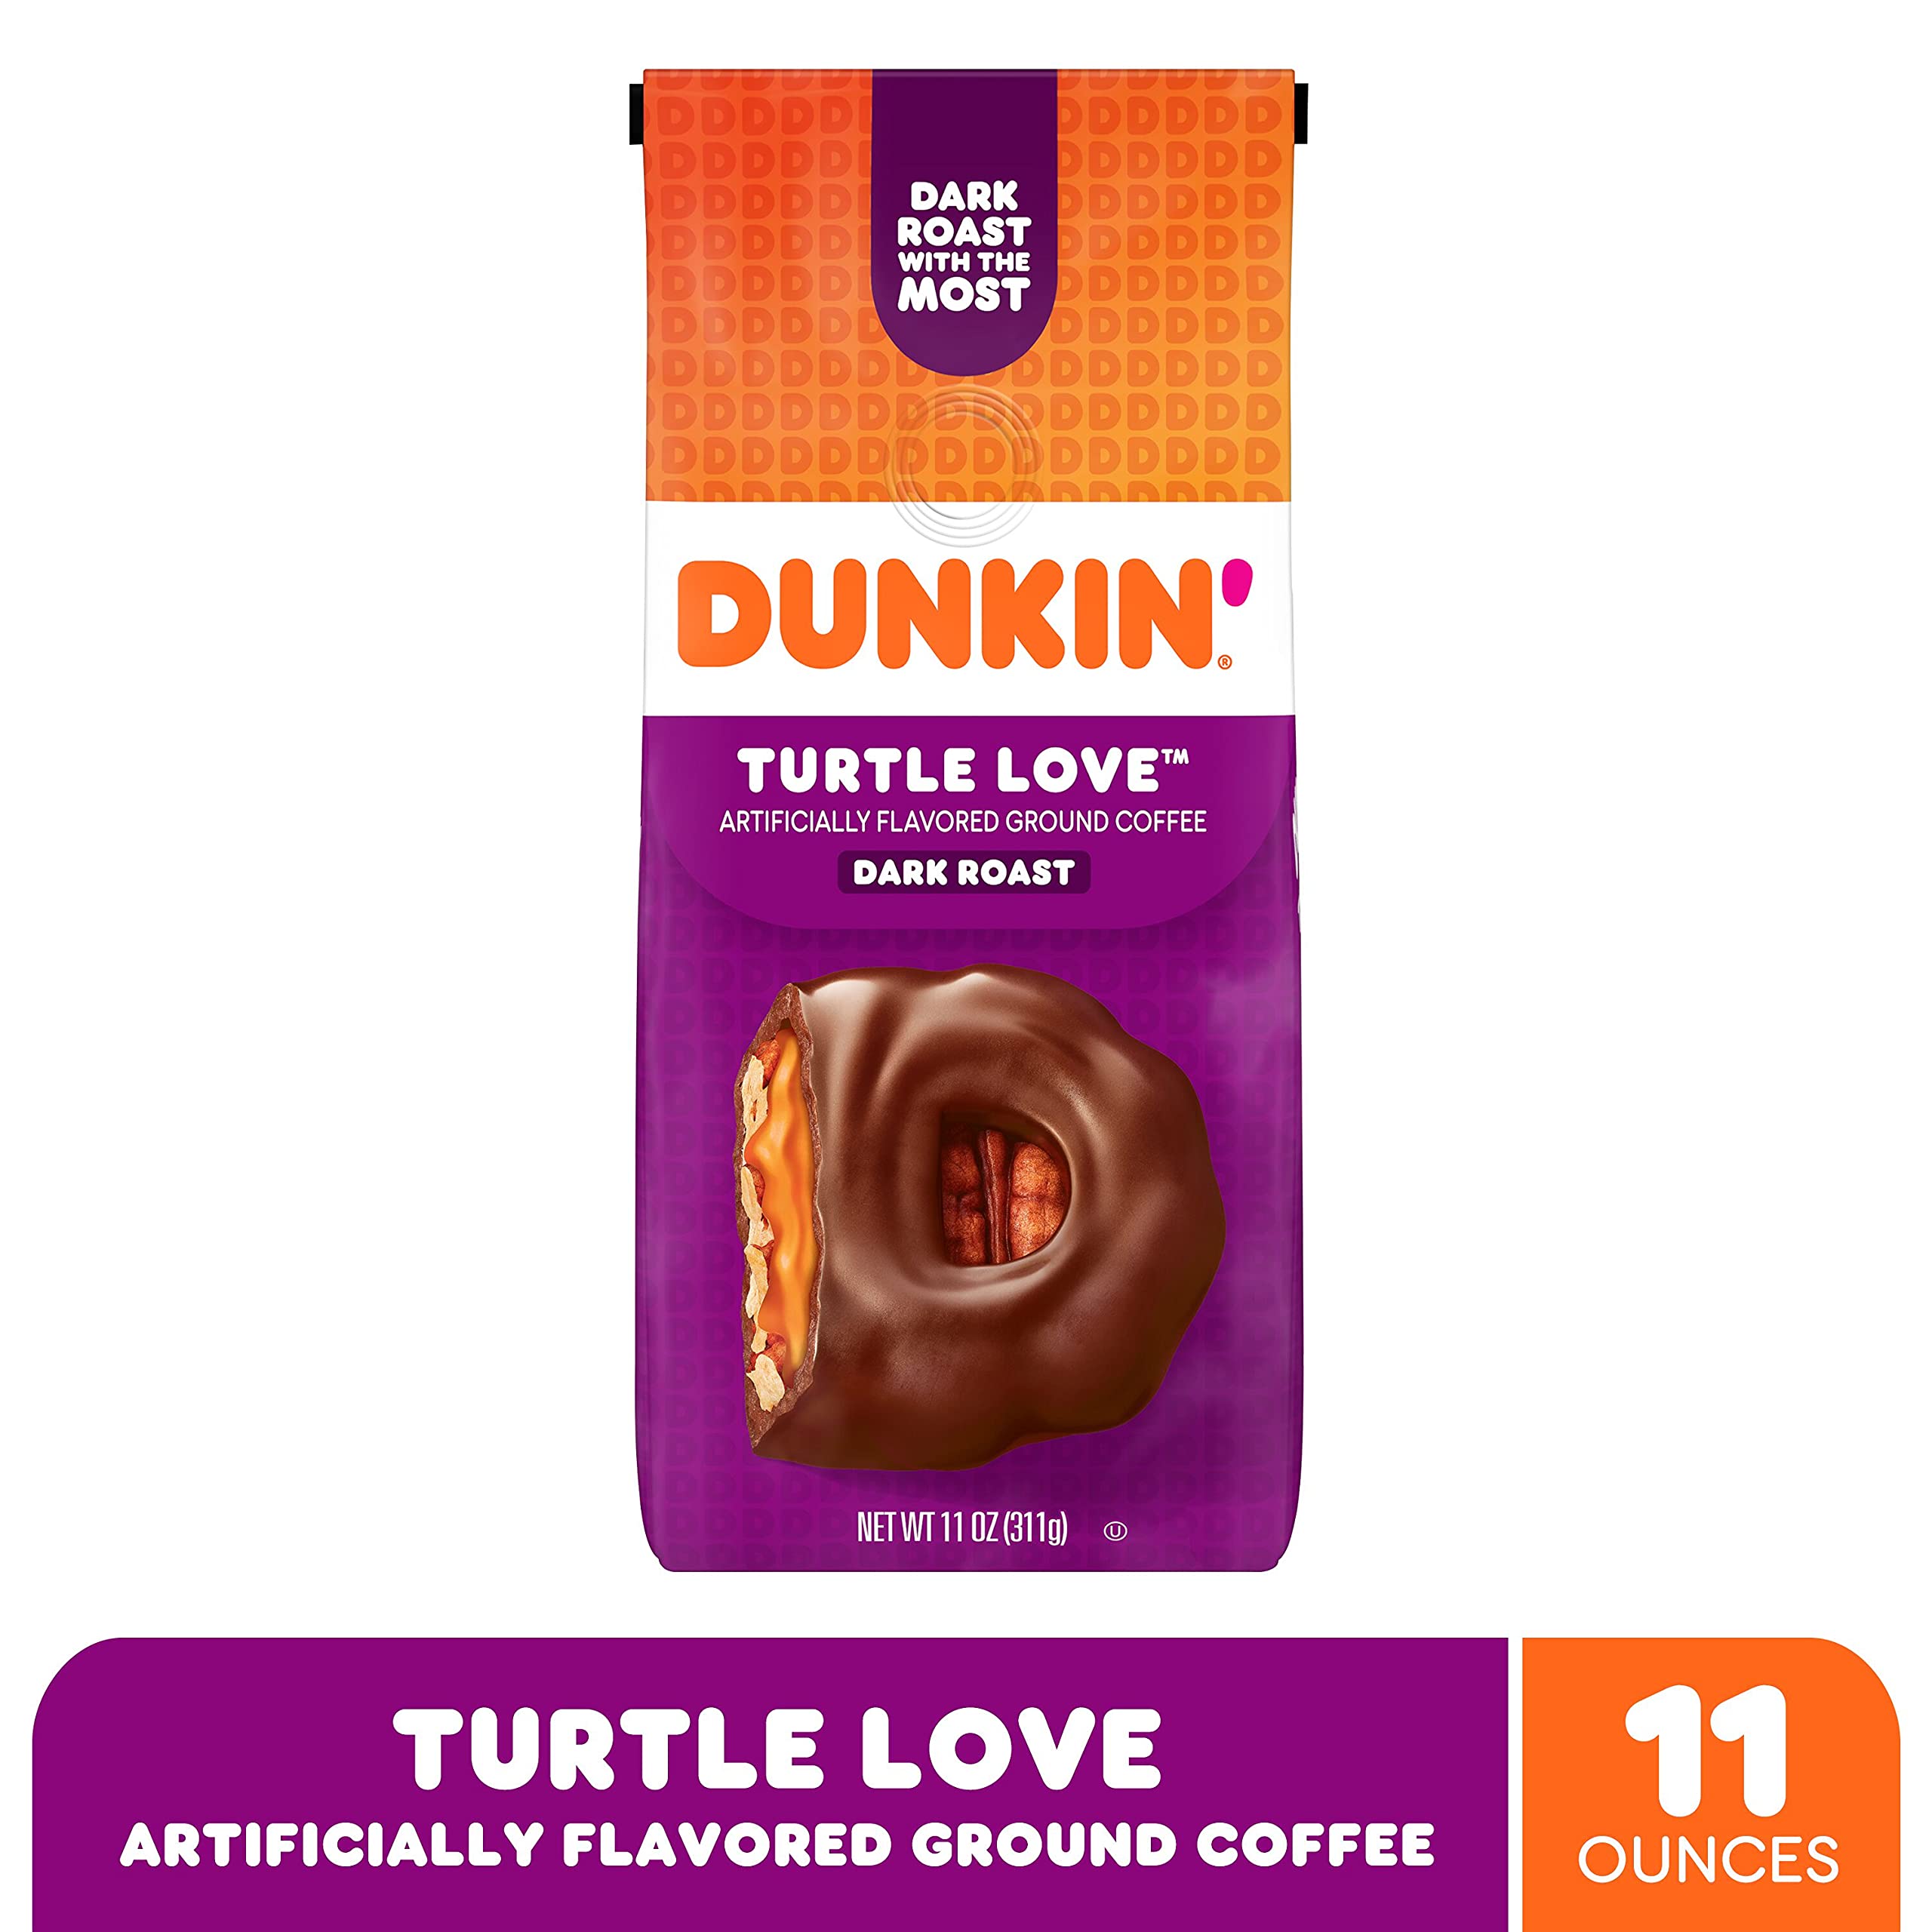 DARK
ROAST
WITH THE
MOST
DUNKIN'®
TURTLE LOVE™
ARTIFICIALLY FLAVORED GROUND COFFEE
DARK ROAST
NET WT 11 OZ (311g) Ⓤ
TURTLE LOVE
ARTIFICIALLY FLAVORED GROUND COFFEE
11
OUNCES